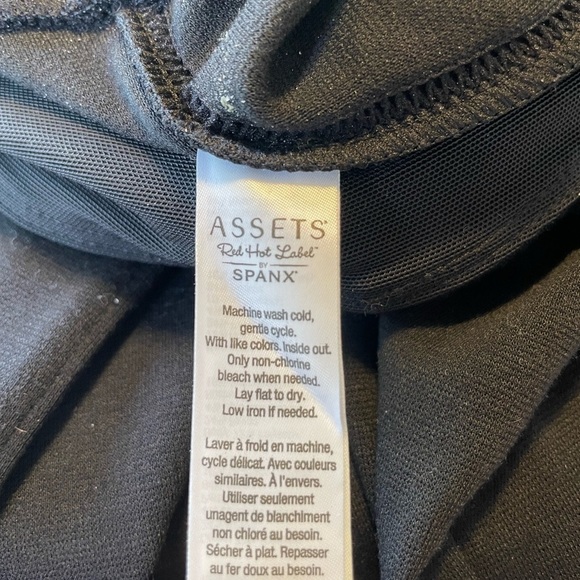 ASSETS®
Red Hot Label™
BY
SPANX®
Machine wash cold,
gentle cycle.
With like colors. Inside out.
Only non-chlorine
bleach when needed.
Lay flat to dry.
Low iron if needed.
Laver à froid en machine,
cycle délicat. Avec couleurs
similaires. À l'envers.
Utiliser seulement
unagent de blanchiment
non chloré au besoin.
Sécher à plat. Repasser
au fer doux au besoin.